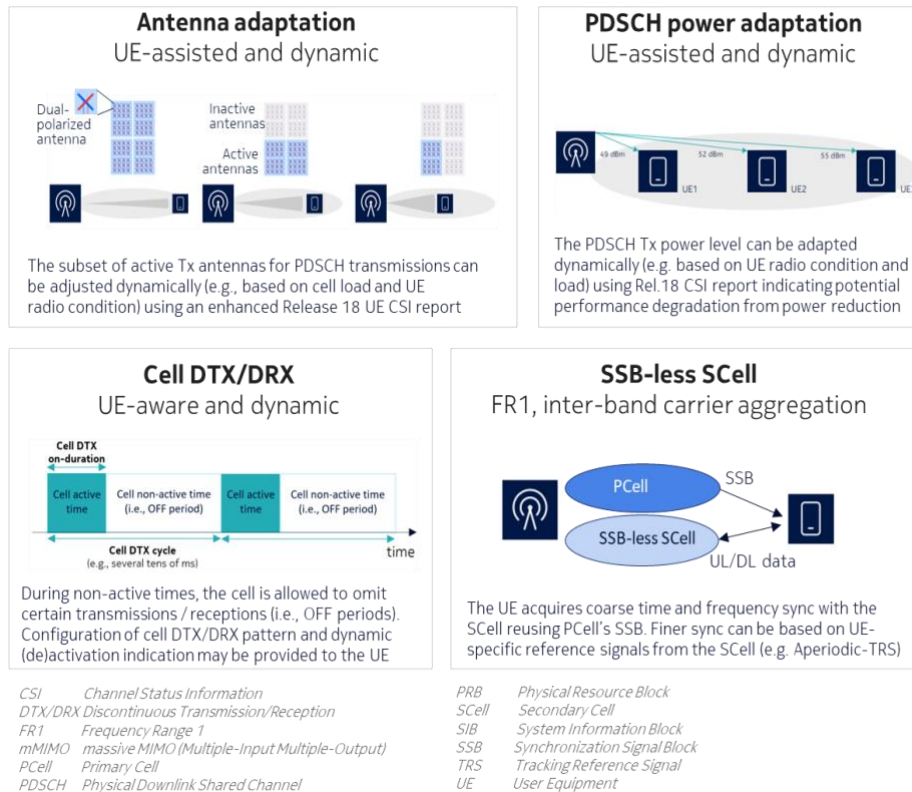 Antenna adaptation
UE-assisted and dynamic
Dual-
polarized
antenna
Inactive
antennas
Active
antennas
The subset of active Tx antennas for PDSCH transmissions can
be adjusted dynamically (e.g., based on cell load and UE
radio condition) using an enhanced Release 18 UE CSI report
PDSCH power adaptation
UE-assisted and dynamic
49 dBm
52 dBm
55 dBm
UE1
UE2
The PDSCH Tx power level can be adapted
dynamically (e.g. based on UE radio condition and
load) using Rel.18 CSI report indicating potential
performance degradation from power reduction
Cell DTX/DRX
UE-aware and dynamic
Cell DTX
on-duration
Cell active
time
Cell non-active time
(i.e., OFF period)
Cell active
time
Cell non-active time
(i.e., OFF period)
Cell DTX cycle
(e.g., several tens of ms)
time
During non-active times, the cell is allowed to omit
certain transmissions / receptions (i.e., OFF periods).
Configuration of cell DTX/DRX pattern and dynamic
(de)activation indication may be provided to the UE
SSB-less SCell
FR1, inter-band carrier aggregation
PCell
SSB
SSB-less SCell
UL/DL data
The UE acquires coarse time and frequency sync with the
SCell reusing PCell's SSB. Finer sync can be based on UE-
specific reference signals from the SCell (e.g. Aperiodic-TRS)
CSI Channel Status Information
DTX/DRX Discontinuous Transmission/Reception
FR1 Frequency Range 1
mMIMO massive MIMO (Multiple-Input Multiple-Output)
PCell Primary Cell
PDSCH Physical Downlink Shared Channel
PRB Physical Resource Block
SCell Secondary Cell
SIB System Information Block
SSB Synchronization Signal Block
TRS Tracking Reference Signal
UE User Equipment